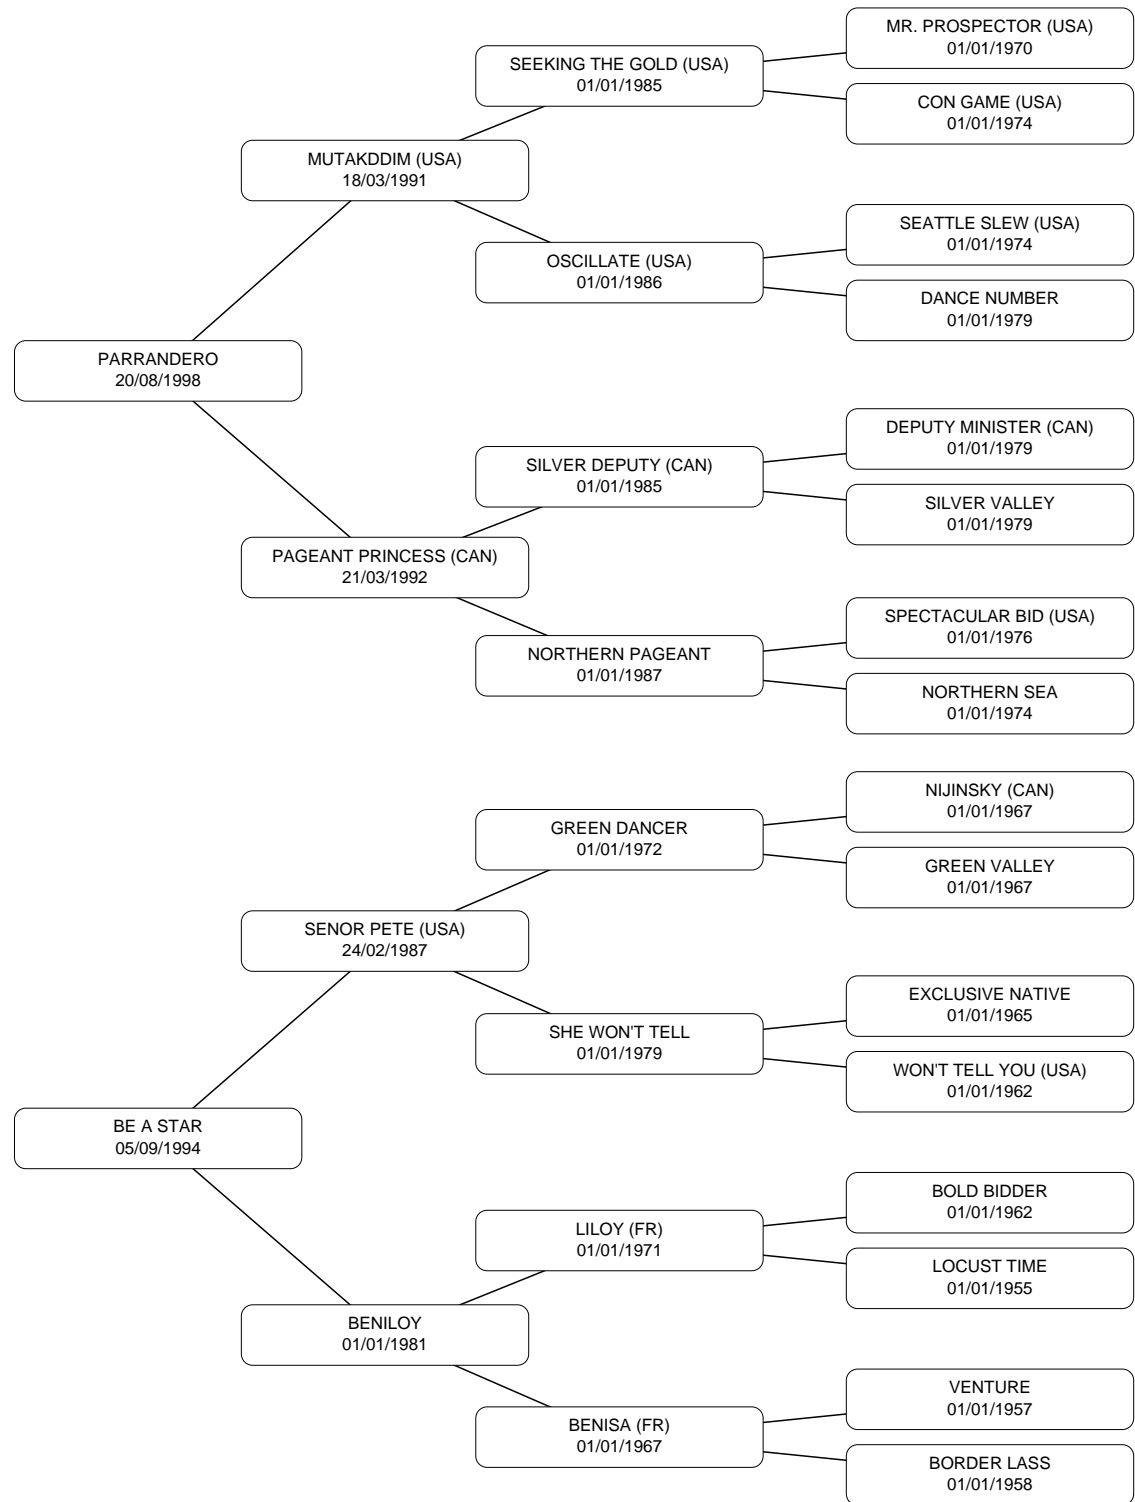 MR. PROSPECTOR (USA)
01/01/1970
SEEKING THE GOLD (USA)
01/01/1985
CON GAME (USA)
01/01/1974
MUTAKDDIM (USA)
18/03/1991
SEATTLE SLEW (USA)
01/01/1974
OSCILLATE (USA)
01/01/1986
DANCE NUMBER
01/01/1979
PARRANDERO
20/08/1998
DEPUTY MINISTER (CAN)
01/01/1979
SILVER DEPUTY (CAN)
01/01/1985
SILVER VALLEY
01/01/1979
PAGEANT PRINCESS (CAN)
21/03/1992
SPECTACULAR BID (USA)
01/01/1976
NORTHERN PAGEANT
01/01/1987
NORTHERN SEA
01/01/1974
NIJINSKY (CAN)
01/01/1967
GREEN DANCER
01/01/1972
GREEN VALLEY
01/01/1967
SENOR PETE (USA)
24/02/1987
EXCLUSIVE NATIVE
01/01/1965
SHE WON'T TELL
01/01/1979
WON'T TELL YOU (USA)
01/01/1962
BE A STAR
05/09/1994
BOLD BIDDER
01/01/1962
LILOY (FR)
01/01/1971
LOCUST TIME
01/01/1955
BENILOY
01/01/1981
VENTURE
01/01/1957
BENISA (FR)
01/01/1967
BORDER LASS
01/01/1958